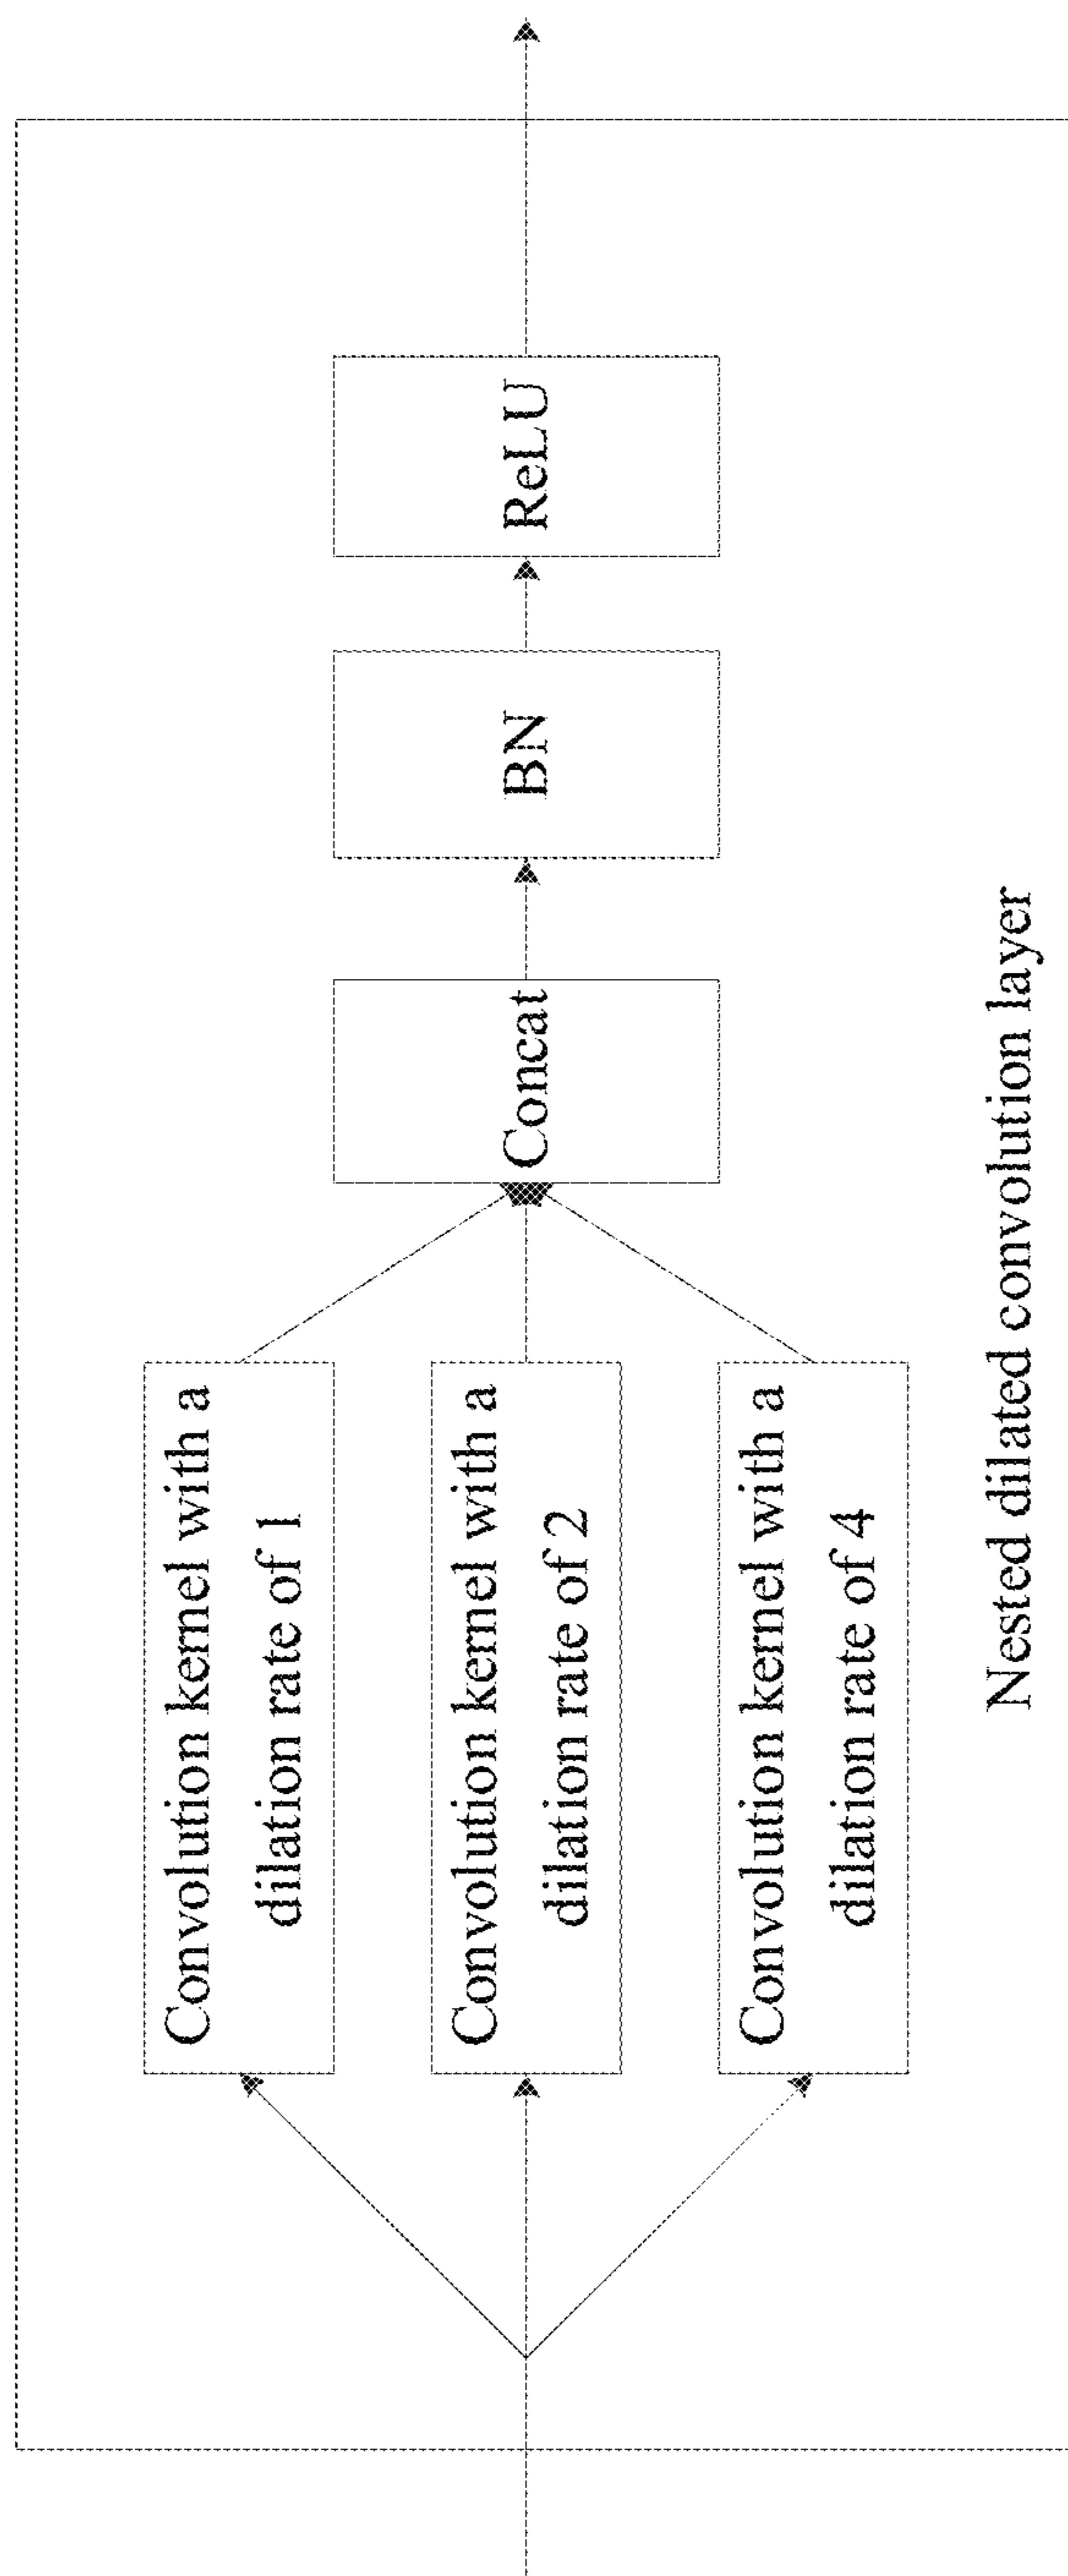 Convolution kernel with a
dilation rate of 1
Convolution kernel with a
dilation rate of 2
Convolution kernel with a
dilation rate of 4
Concat
BN
ReLU
Nested dilated convolution layer